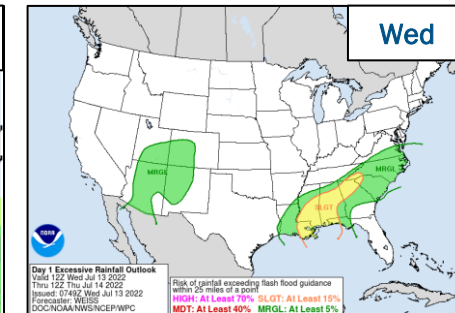 Wed
MRGL
MRGL
SLGT
NOAA
Day 1 Excessive Rainfall Outlook
Valid 12Z Wed Jul 13 2022
Thru 12Z Thu Jul 14 2022
Issued: 0749Z Wed Jul 13 2022
Forecaster: WEISS
DOC/NOAA/NWS/NCEP/WPC
Risk of rainfall exceeding flash flood guidance
within 25 miles of a point
HIGH: At Least 70% SLGT: At Least 15%
MDT: At Least 40% MRGL: At Least 5%